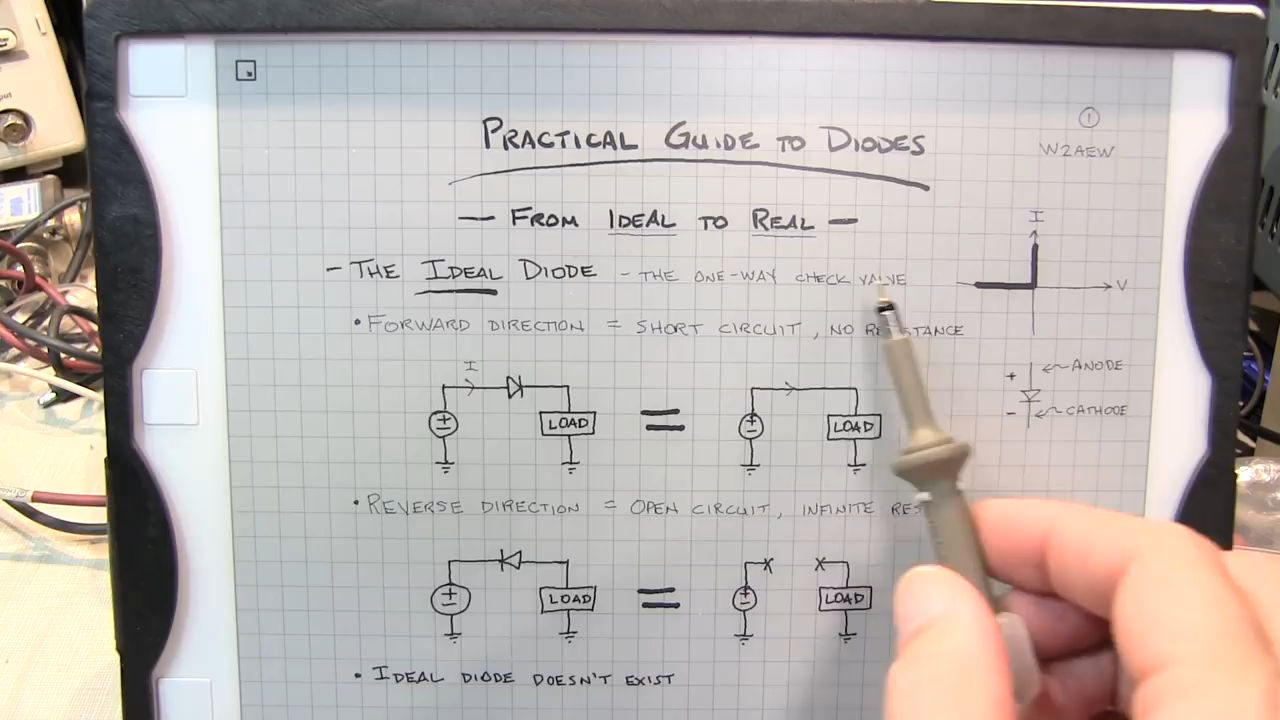 ①
W2AEW
PRACTICAL GUIDE TO DIODES
— FROM IDEAL TO REAL —
- THE IDEAL DIODE - THE ONE-WAY CHECK VALVE
I
V
• FORWARD DIRECTION = SHORT CIRCUIT, NO RESISTANCE
I
+ ANODE
- CATHODE
± LOAD = ± LOAD
• REVERSE DIRECTION = OPEN CIRCUIT, INFINITE
± LOAD = ± X X LOAD
• IDEAL DIODE DOESN'T EXIST